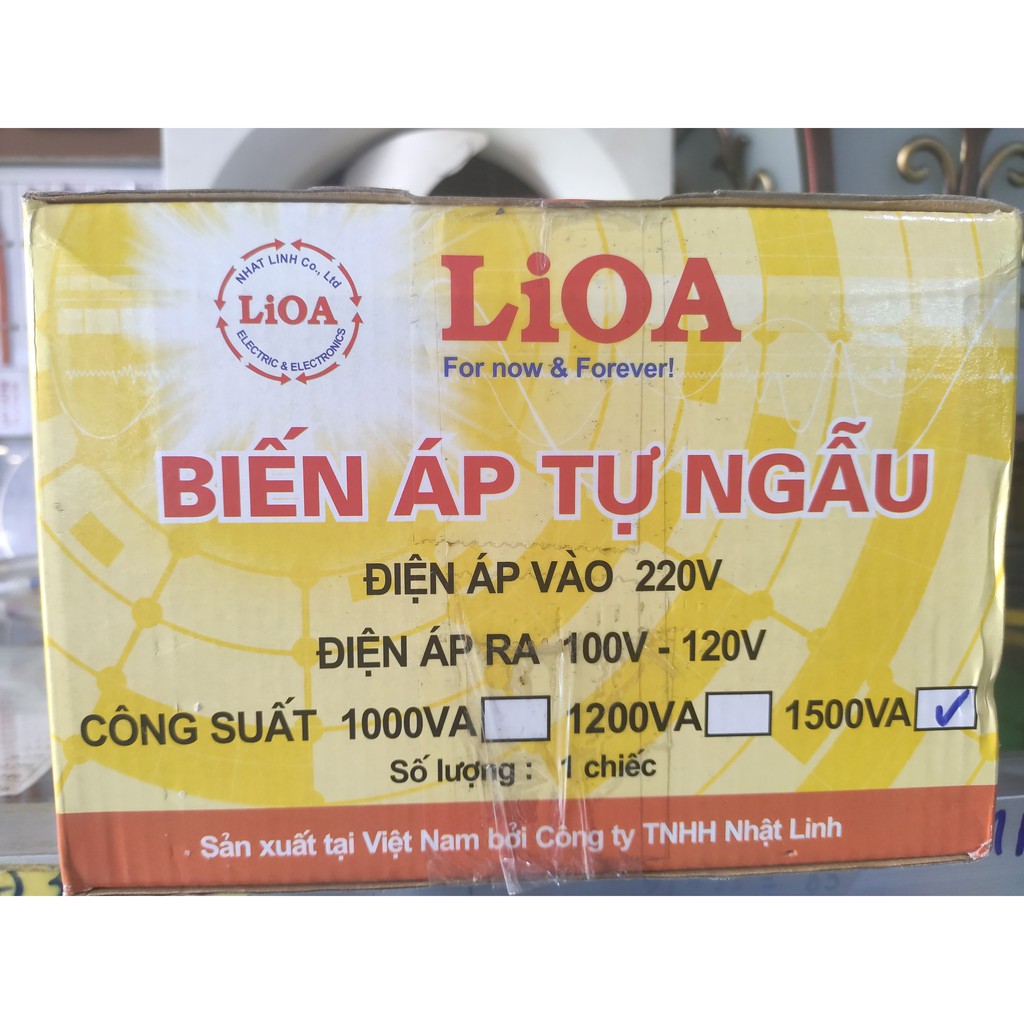 NHAT LINH Co., Ltd
LiOA
ELECTRIC & ELECTRONICS
LiOA
For now & Forever!
BIẾN ÁP TỰ NGẪU
ĐIỆN ÁP VÀO 220V
ĐIỆN ÁP RA 100V - 120V
CÔNG SUẤT 1000VA 1200VA 1500VA
Số lượng : 1 chiếc
Sản xuất tại Việt Nam bởi Công ty TNHH Nhật Linh